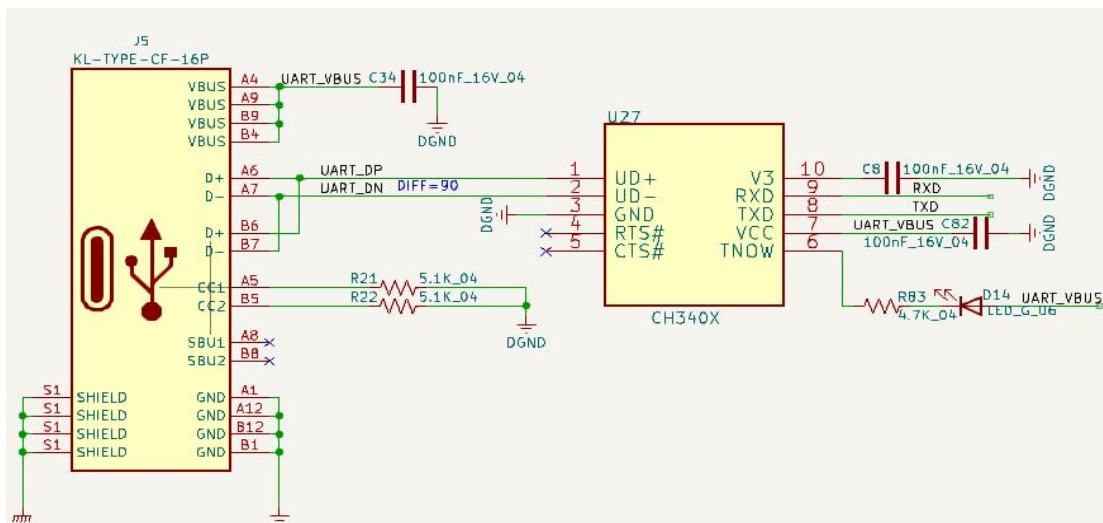 J5
KL-TYPE-CF-16P
VBUS A4
VBUS A9
VBUS B9
VBUS B4
D+ A6
D- A7
D+ B6
D- B7
CC1 A5
CC2 B5
SBU1 A8
SBU2 B8
S1 SHIELD GND A1
S1 SHIELD GND A12
S1 SHIELD GND B12
S1 SHIELD GND B1
UART_VBUS C34 100nF_16V_04
DGND
UART_DP
UART_DN DIFF=90
DGND
R21 5.1K_04
R22 5.1K_04
DGND
U27
1 UD+ V3 10
2 UD- RXD 9
3 GND TXD 8
4 RTS# VCC 7
5 CTS# TNOW 6
CH340X
C8 100nF_16V_04 DGND
RXD
TXD
UART_VBUS C82
100nF_16V_04 DGND
R83 D14 UART_VBUS
4.7K_04 LED_G_06